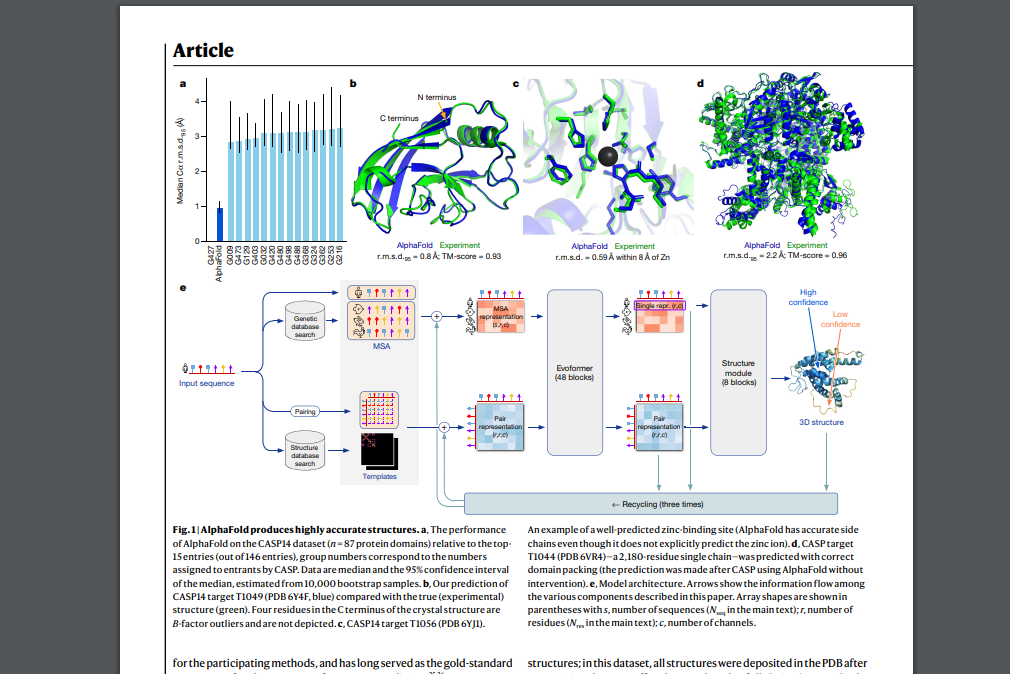 Article
a
Median Cα r.m.s.d.95 (Å)
4
3
2
1
0
G427
AlphaFold
G009
G473
G129
G403
G032
G420
G480
G498
G488
G368
G324
G362
G253
G216
b
N terminus
C terminus
AlphaFold Experiment
r.m.s.d.95 = 0.8 Å; TM-score = 0.93
c
AlphaFold Experiment
r.m.s.d. = 0.59 Å within 8 Å of Zn
d
AlphaFold Experiment
r.m.s.d.95 = 2.2 Å; TM-score = 0.96
e
Input sequence
Genetic
database
search
Pairing
Structure
database
search
MSA
Templates
+
+
MSA
representation
(s,r,c)
Pair
representation
(r,r,c)
Evoformer
(48 blocks)
Single repr. (r,c)
Pair
representation
(r,r,c)
Structure
module
(8 blocks)
High
confidence
Low
confidence
3D structure
← Recycling (three times)
Fig. 1 | AlphaFold produces highly accurate structures. a, The performance
of AlphaFold on the CASP14 dataset (n = 87 protein domains) relative to the top-
15 entries (out of 146 entries), group numbers correspond to the numbers
assigned to entrants by CASP. Data are median and the 95% confidence interval
of the median, estimated from 10,000 bootstrap samples. b, Our prediction of
CASP14 target T1049 (PDB 6Y4F, blue) compared with the true (experimental)
structure (green). Four residues in the C terminus of the crystal structure are
B-factor outliers and are not depicted. c, CASP14 target T1056 (PDB 6YJ1).
An example of a well-predicted zinc-binding site (AlphaFold has accurate side
chains even though it does not explicitly predict the zinc ion). d, CASP target
T1044 (PDB 6VR4)—a 2,180-residue single chain—was predicted with correct
domain packing (the prediction was made after CASP using AlphaFold without
intervention). e, Model architecture. Arrows show the information flow among
the various components described in this paper. Array shapes are shown in
parentheses with s, number of sequences (Nseq in the main text); r, number of
residues (Nres in the main text); c, number of channels.
for the participating methods, and has long served as the gold-standard
structures; in this dataset, all structures were deposited in the PDB after